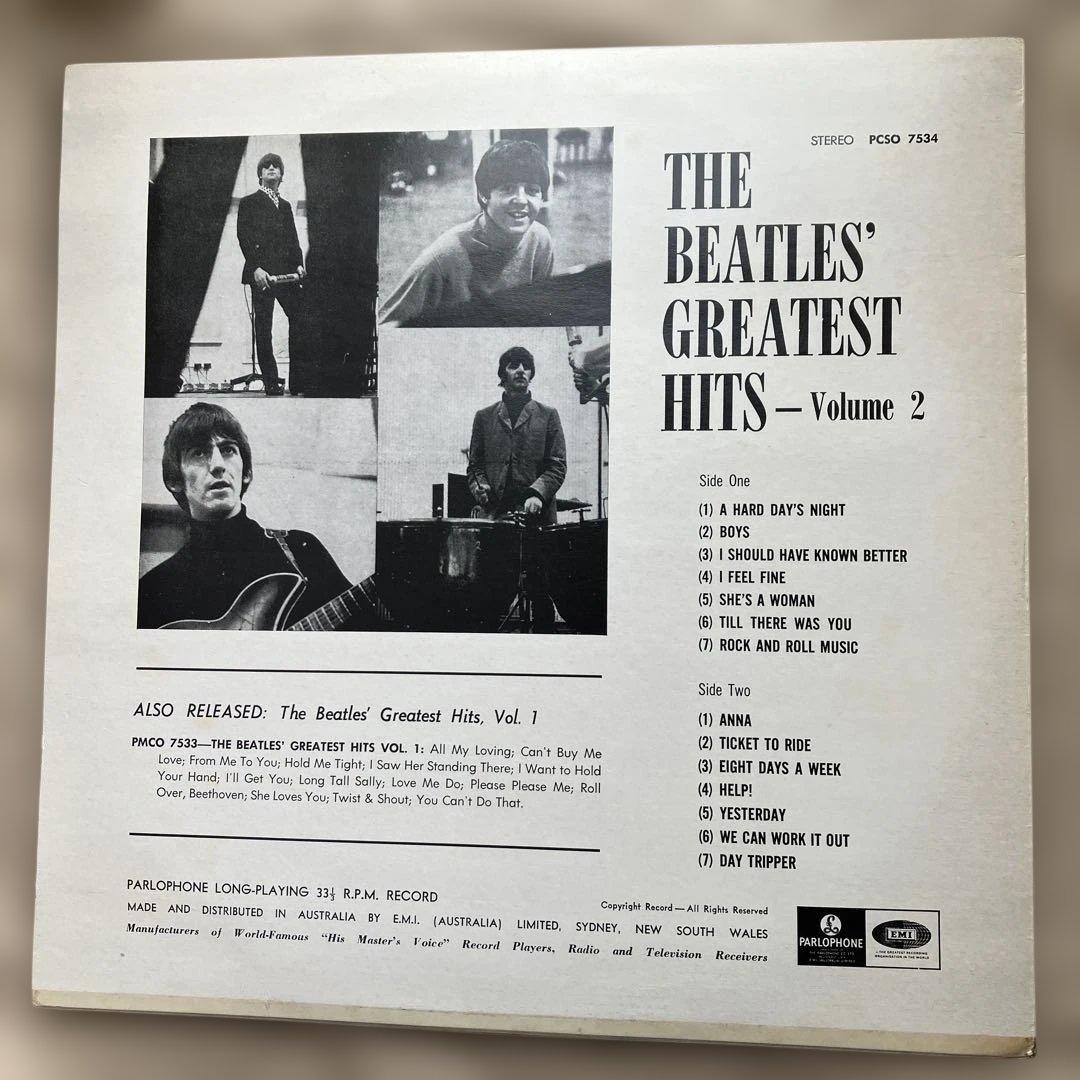 STEREO PCSO 7534
THE
BEATLES’
GREATEST
HITS – Volume 2
Side One
(1) A HARD DAY’S NIGHT
(2) BOYS
(3) I SHOULD HAVE KNOWN BETTER
(4) I FEEL FINE
(5) SHE’S A WOMAN
(6) TILL THERE WAS YOU
(7) ROCK AND ROLL MUSIC
Side Two
(1) ANNA
(2) TICKET TO RIDE
(3) EIGHT DAYS A WEEK
(4) HELP!
(5) YESTERDAY
(6) WE CAN WORK IT OUT
(7) DAY TRIPPER
ALSO RELEASED: The Beatles’ Greatest Hits, Vol. 1
PMCO 7533—THE BEATLES’ GREATEST HITS VOL. 1: All My Loving; Can’t Buy Me
Love; From Me To You; Hold Me Tight; I Saw Her Standing There; I Want to Hold
Your Hand; I’ll Get You; Long Tall Sally; Love Me Do; Please Please Me; Roll
Over, Beethoven; She Loves You; Twist & Shout; You Can’t Do That.
PARLOPHONE LONG-PLAYING 33⅓ R.P.M. RECORD
Copyright Record — All Rights Reserved
MADE AND DISTRIBUTED IN AUSTRALIA BY E.M.I. (AUSTRALIA) LIMITED, SYDNEY, NEW SOUTH WALES
Manufacturers of World-Famous “His Master’s Voice” Record Players, Radio and Television Receivers
PARLOPHONE
EMI
THE GREATEST RECORDING
ORGANISATION IN THE WORLD